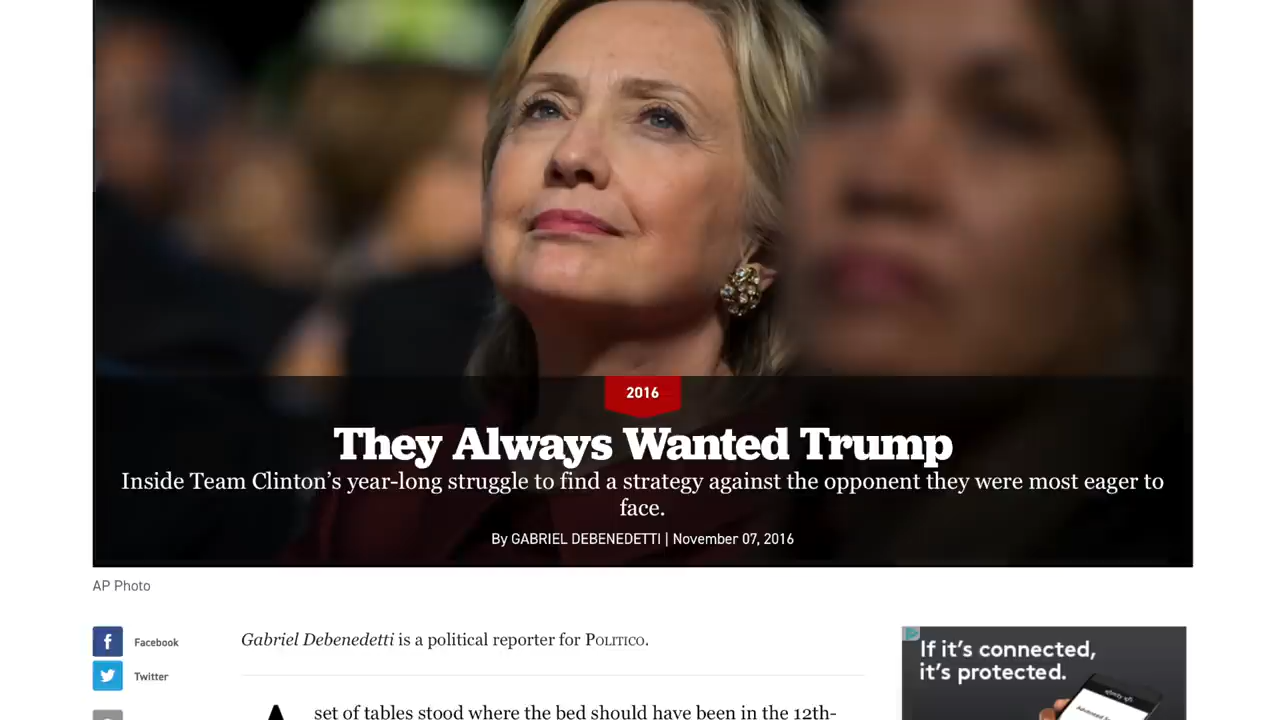 2016
They Always Wanted Trump
Inside Team Clinton's year-long struggle to find a strategy against the opponent they were most eager to
face.
By GABRIEL DEBENEDETTI | November 07, 2016
AP Photo
Facebook
Gabriel Debenedetti is a political reporter for POLITICO.
Twitter
If it's connected,
it's protected.
A set of tables stood where the bed should have been in the 12th-